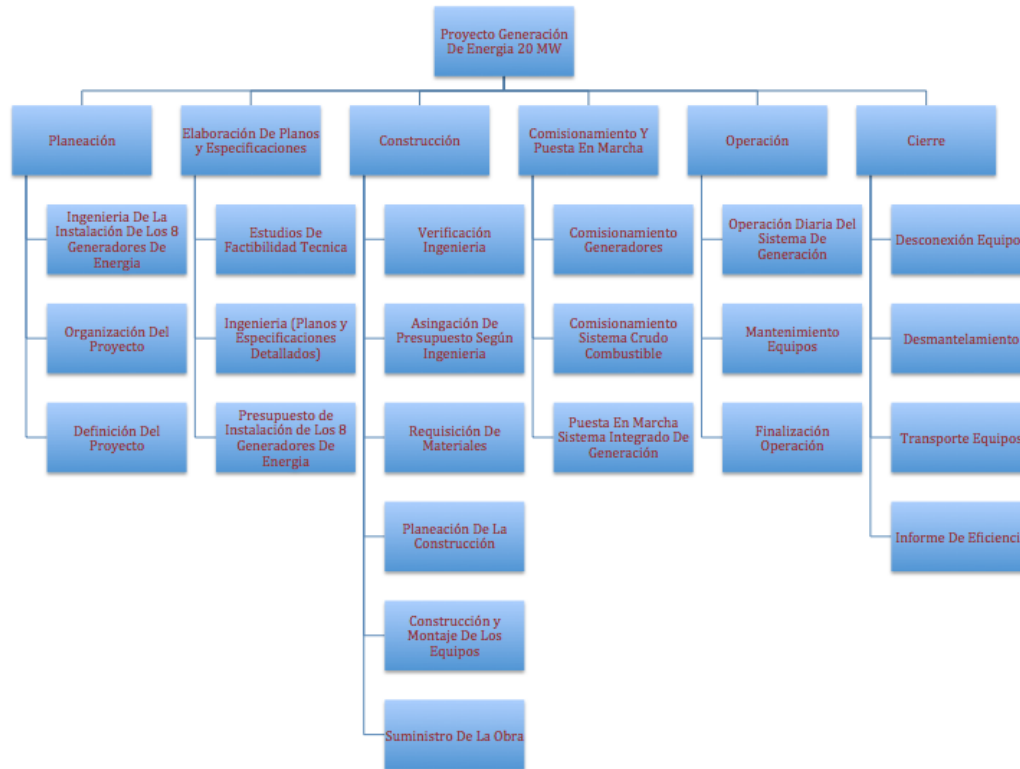 Proyecto Generación
De Energia 20 MW
Planeación
Elaboración De Planos
y Especificaciones
Construcción
Comisionamiento Y
Puesta En Marcha
Operación
Cierre
Ingenieria De La
Instalación De Los 8
Generadores De
Energia
Organización Del
Proyecto
Definición Del
Proyecto
Estudios De
Factibilidad Tecnica
Ingenieria (Planos y
Especificaciones
Detallados)
Presupuesto de
Instalación de Los 8
Generadores De
Energia
Verificación
Ingenieria
Asingación De
Presupuesto Según
Ingenieria
Requisición De
Materiales
Planeación De La
Construcción
Construcción y
Montaje De Los
Equipos
Suministro De La Obra
Comisionamiento
Generadores
Comisionamiento
Sistema Crudo
Combustible
Puesta En Marcha
Sistema Integrado De
Generación
Operación Diaria Del
Sistema De
Generación
Mantenimiento
Equipos
Finalización
Operación
Desconexión Equipo
Desmantelamiento
Transporte Equipos
Informe De Eficienci